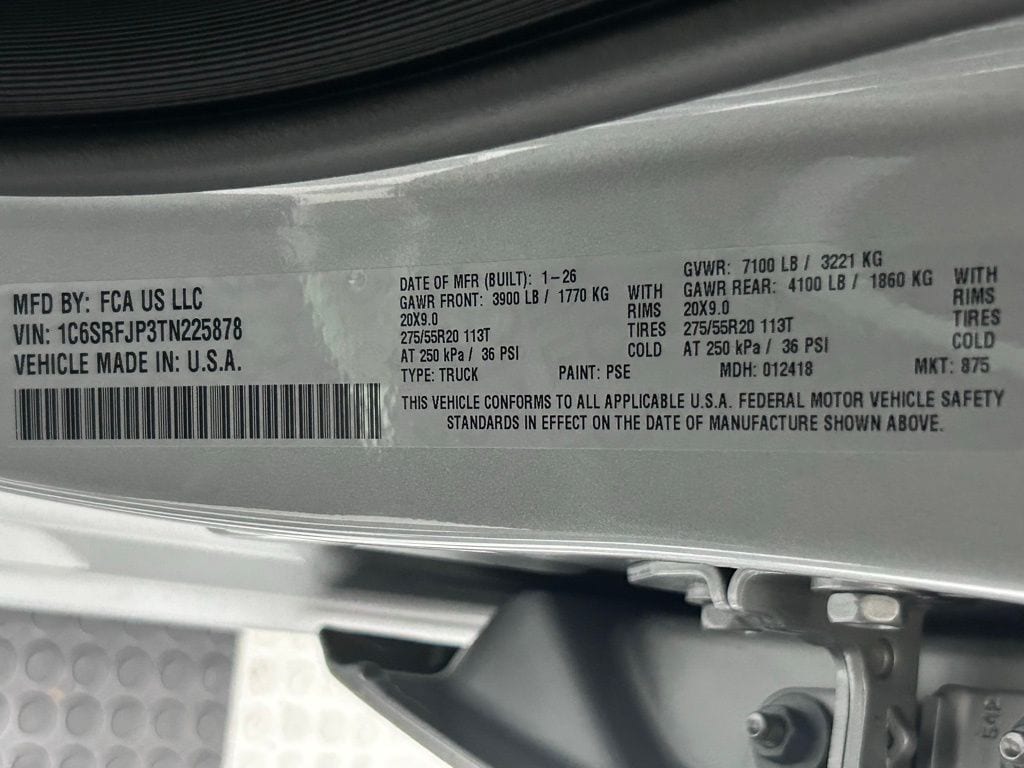 MFD BY: FCA US LLC
VIN: 1C6SRFJP3TN225878
VEHICLE MADE IN: U.S.A.
DATE OF MFR (BUILT): 1-26
GAWR FRONT: 3900 LB / 1770 KG WITH
20X9.0 RIMS
275/55R20 113T TIRES
AT 250 kPa / 36 PSI COLD
GVWR: 7100 LB / 3221 KG
GAWR REAR: 4100 LB / 1860 KG WITH
20X9.0 RIMS
275/55R20 113T TIRES
AT 250 kPa / 36 PSI COLD
TYPE: TRUCK PAINT: PSE MDH: 012418 MKT: 875
THIS VEHICLE CONFORMS TO ALL APPLICABLE U.S.A. FEDERAL MOTOR VEHICLE SAFETY
STANDARDS IN EFFECT ON THE DATE OF MANUFACTURE SHOWN ABOVE.